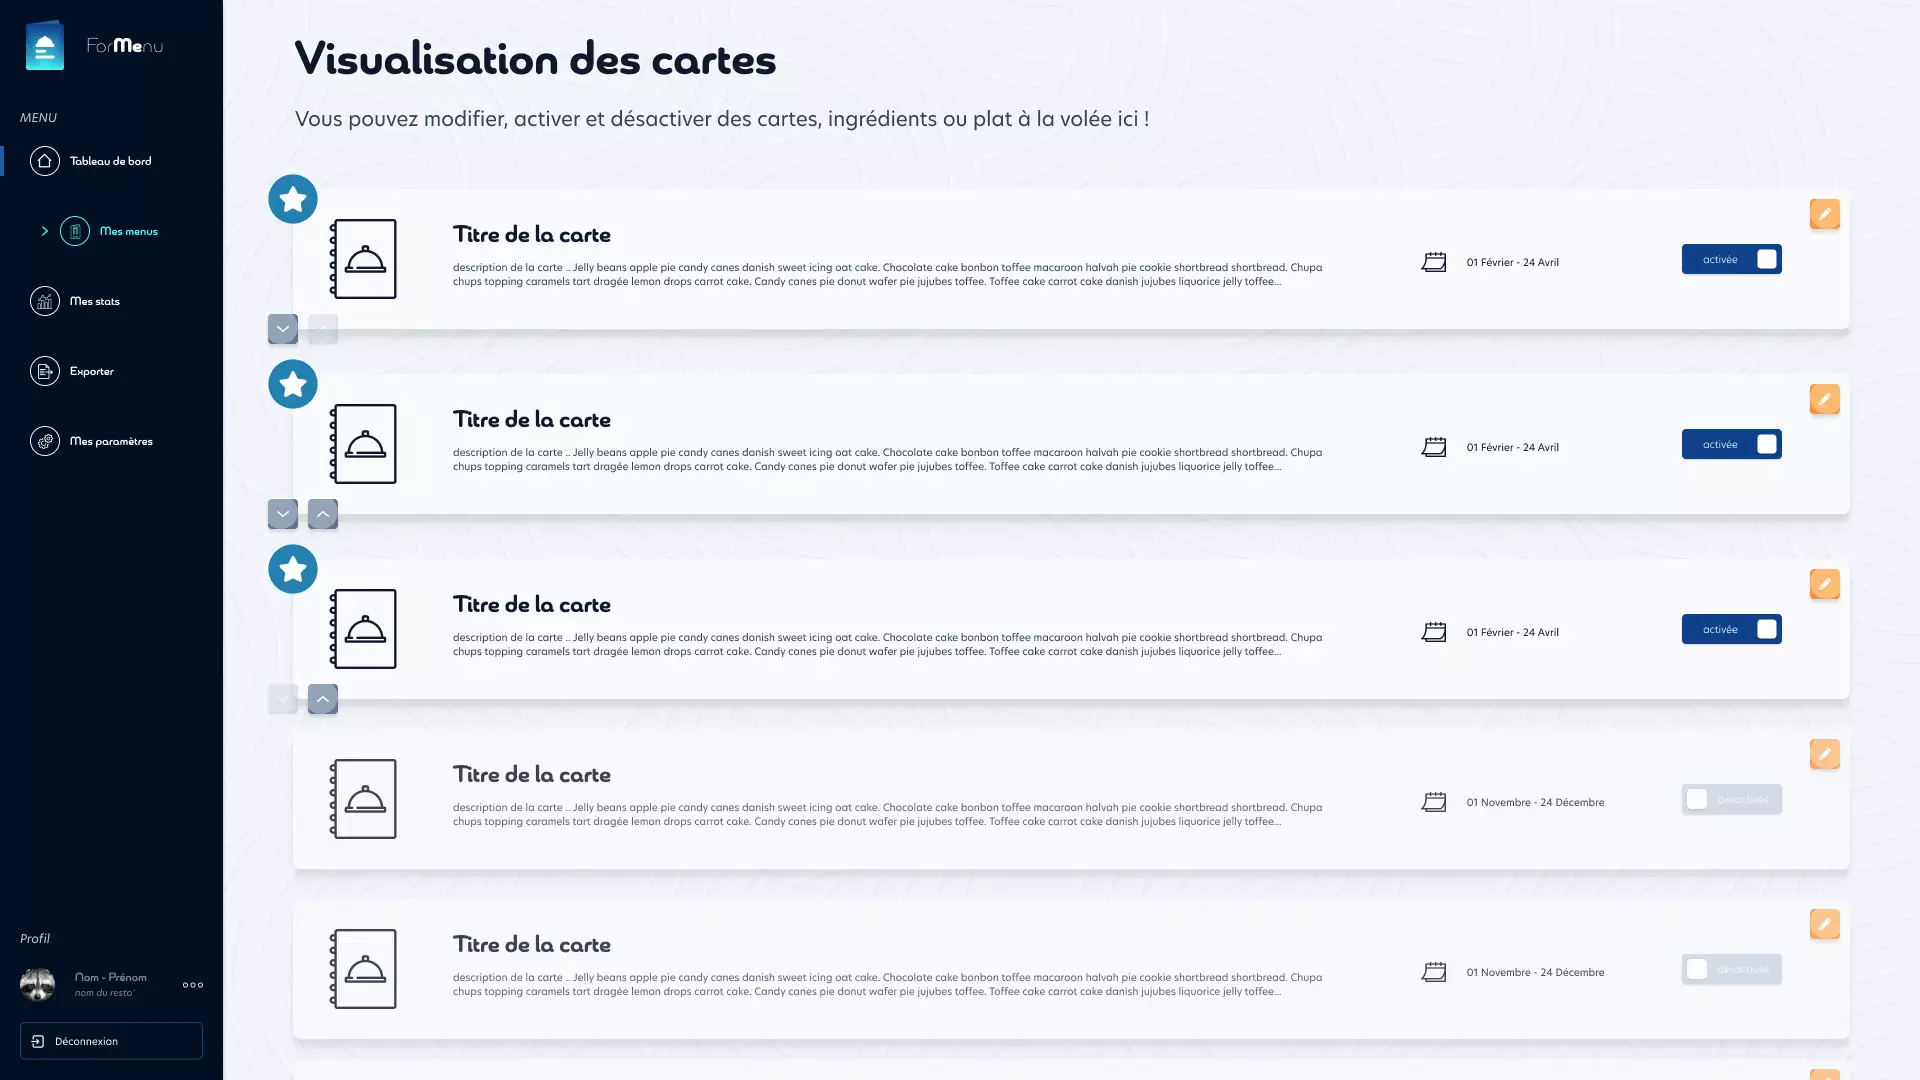 ForMenu
MENU
Tableau de bord
Mes menus
Mes stats
Exporter
Mes paramètres
Profil
Nom - Prénom
nom du resto'
Déconnexion
Visualisation des cartes
Vous pouvez modifier, activer et désactiver des cartes, ingrédients ou plat à la volée ici !
Titre de la carte
description de la carte .. Jelly beans apple pie candy canes danish sweet icing oat cake. Chocolate cake bonbon toffee macaroon halvah pie cookie shortbread shortbread. Chupa
chups topping caramels tart dragée lemon drops carrot cake. Candy canes pie donut wafer pie jujubes toffee. Toffee cake carrot cake danish jujubes liquorice jelly toffee...
01 Février - 24 Avril
activée
Titre de la carte
description de la carte .. Jelly beans apple pie candy canes danish sweet icing oat cake. Chocolate cake bonbon toffee macaroon halvah pie cookie shortbread shortbread. Chupa
chups topping caramels tart dragée lemon drops carrot cake. Candy canes pie donut wafer pie jujubes toffee. Toffee cake carrot cake danish jujubes liquorice jelly toffee...
01 Février - 24 Avril
activée
Titre de la carte
description de la carte .. Jelly beans apple pie candy canes danish sweet icing oat cake. Chocolate cake bonbon toffee macaroon halvah pie cookie shortbread shortbread. Chupa
chups topping caramels tart dragée lemon drops carrot cake. Candy canes pie donut wafer pie jujubes toffee. Toffee cake carrot cake danish jujubes liquorice jelly toffee...
01 Février - 24 Avril
activée
Titre de la carte
description de la carte .. Jelly beans apple pie candy canes danish sweet icing oat cake. Chocolate cake bonbon toffee macaroon halvah pie cookie shortbread shortbread. Chupa
chups topping caramels tart dragée lemon drops carrot cake. Candy canes pie donut wafer pie jujubes toffee. Toffee cake carrot cake danish jujubes liquorice jelly toffee...
01 Novembre - 24 Décembre
désactivée
Titre de la carte
description de la carte .. Jelly beans apple pie candy canes danish sweet icing oat cake. Chocolate cake bonbon toffee macaroon halvah pie cookie shortbread shortbread. Chupa
chups topping caramels tart dragée lemon drops carrot cake. Candy canes pie donut wafer pie jujubes toffee. Toffee cake carrot cake danish jujubes liquorice jelly toffee...
01 Novembre - 24 Décembre
désactivée